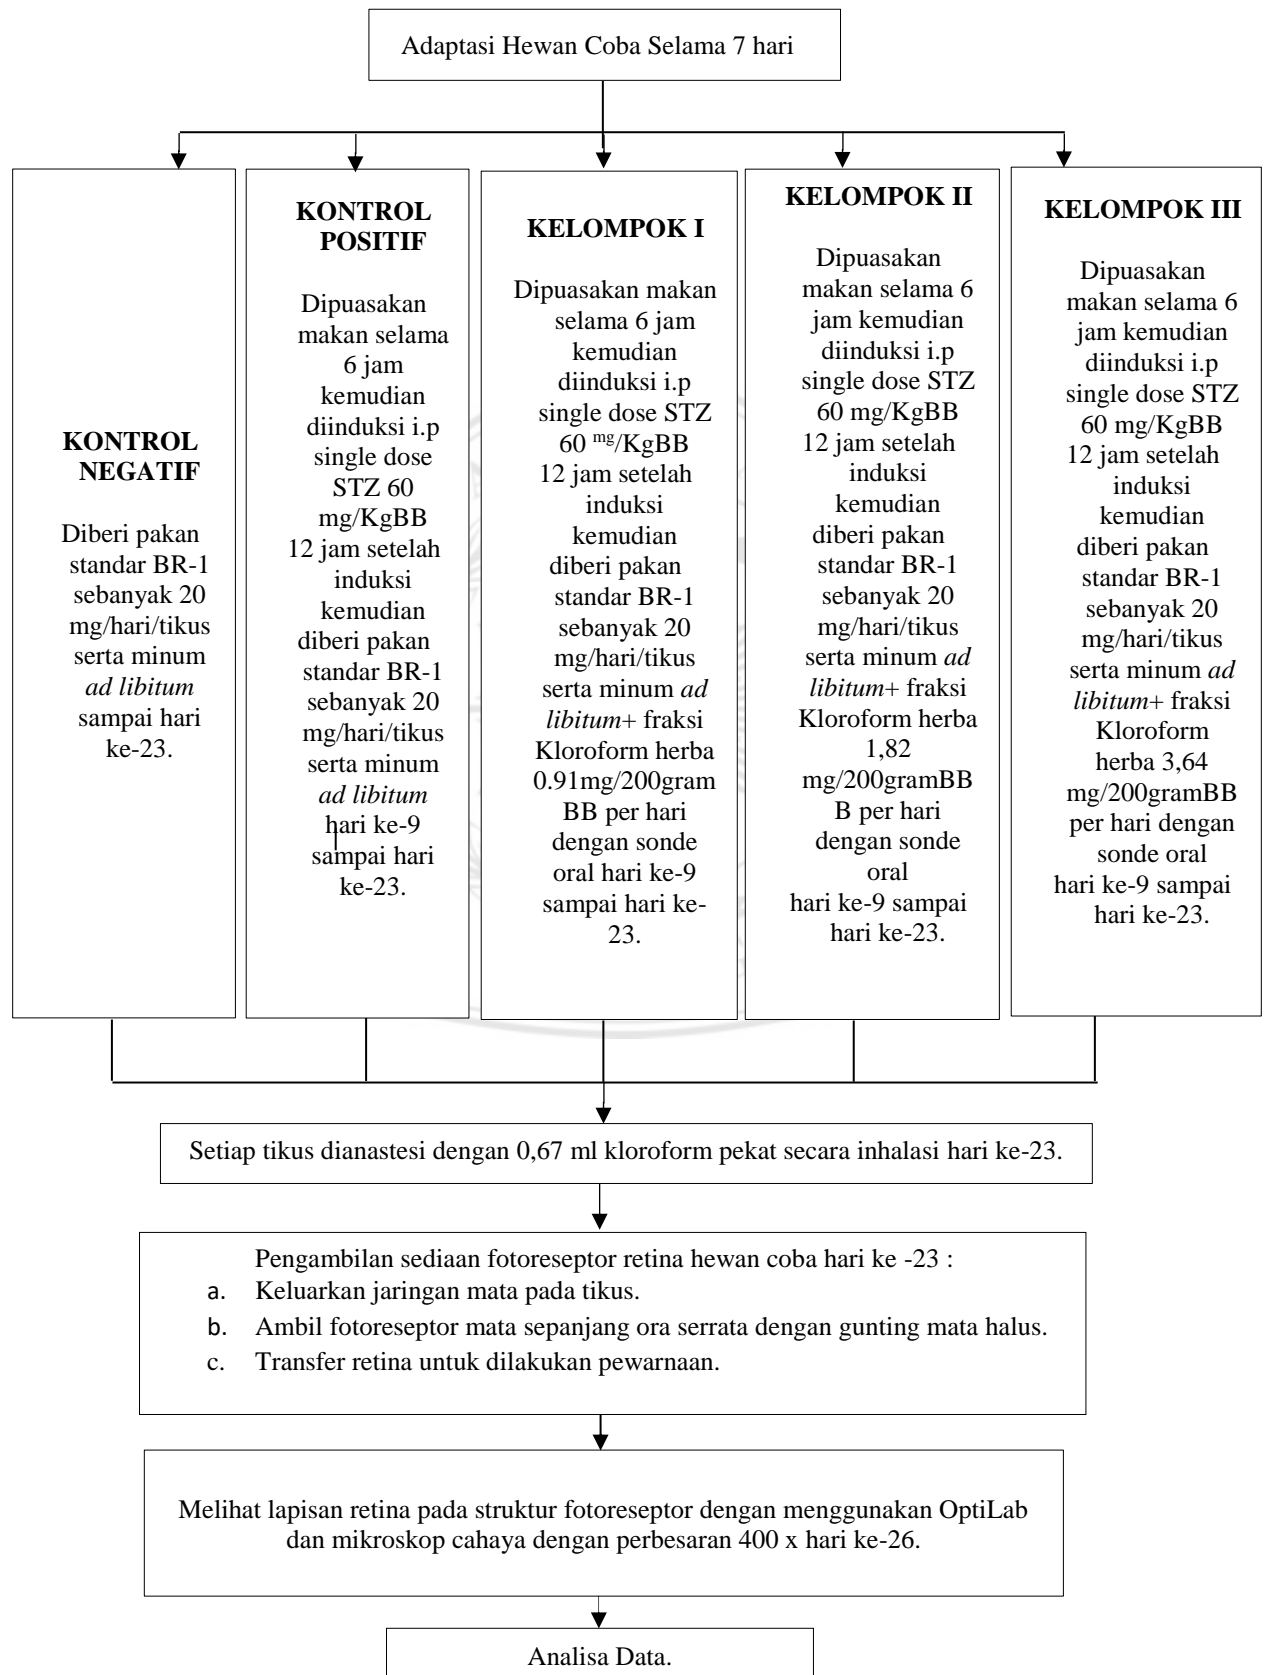 Adaptasi Hewan Coba Selama 7 hari
KONTROL
NEGATIF
Diberi pakan
standar BR-1
sebanyak 20
mg/hari/tikus
serta minum
ad libitum
sampai hari
ke-23.
KONTROL
POSITIF
Dipuasakan
makan selama
6 jam
kemudian
diinduksi i.p
single dose
STZ 60
mg/KgBB
12 jam setelah
induksi
kemudian
diberi pakan
standar BR-1
sebanyak 20
mg/hari/tikus
serta minum
ad libitum
hari ke-9
sampai hari
ke-23.
KELOMPOK I
Dipuasakan makan
selama 6 jam
kemudian
diinduksi i.p
single dose STZ
60 mg/KgBB
12 jam setelah
induksi
kemudian
diberi pakan
standar BR-1
sebanyak 20
mg/hari/tikus
serta minum ad
libitum+ fraksi
Kloroform herba
0.91mg/200gram
BB per hari
dengan sonde
oral hari ke-9
sampai hari ke-
23.
KELOMPOK II
Dipuasakan
makan selama 6
jam kemudian
diinduksi i.p
single dose STZ
60 mg/KgBB
12 jam setelah
induksi
kemudian
diberi pakan
standar BR-1
sebanyak 20
mg/hari/tikus
serta minum ad
libitum+ fraksi
Kloroform herba
1,82
mg/200gramBB
B per hari
dengan sonde
oral
hari ke-9 sampai
hari ke-23.
KELOMPOK III
Dipuasakan
makan selama 6
jam kemudian
diinduksi i.p
single dose STZ
60 mg/KgBB
12 jam setelah
induksi
kemudian
diberi pakan
standar BR-1
sebanyak 20
mg/hari/tikus
serta minum ad
libitum+ fraksi
Kloroform
herba 3,64
mg/200gramBB
per hari dengan
sonde oral
hari ke-9 sampai
hari ke-23.
Setiap tikus dianastesi dengan 0,67 ml kloroform pekat secara inhalasi hari ke-23.
Pengambilan sediaan fotoreseptor retina hewan coba hari ke -23 :
a. Keluarkan jaringan mata pada tikus.
b. Ambil fotoreseptor mata sepanjang ora serrata dengan gunting mata halus.
c. Transfer retina untuk dilakukan pewarnaan.
Melihat lapisan retina pada struktur fotoreseptor dengan menggunakan OptiLab
dan mikroskop cahaya dengan perbesaran 400 x hari ke-26.
Analisa Data.